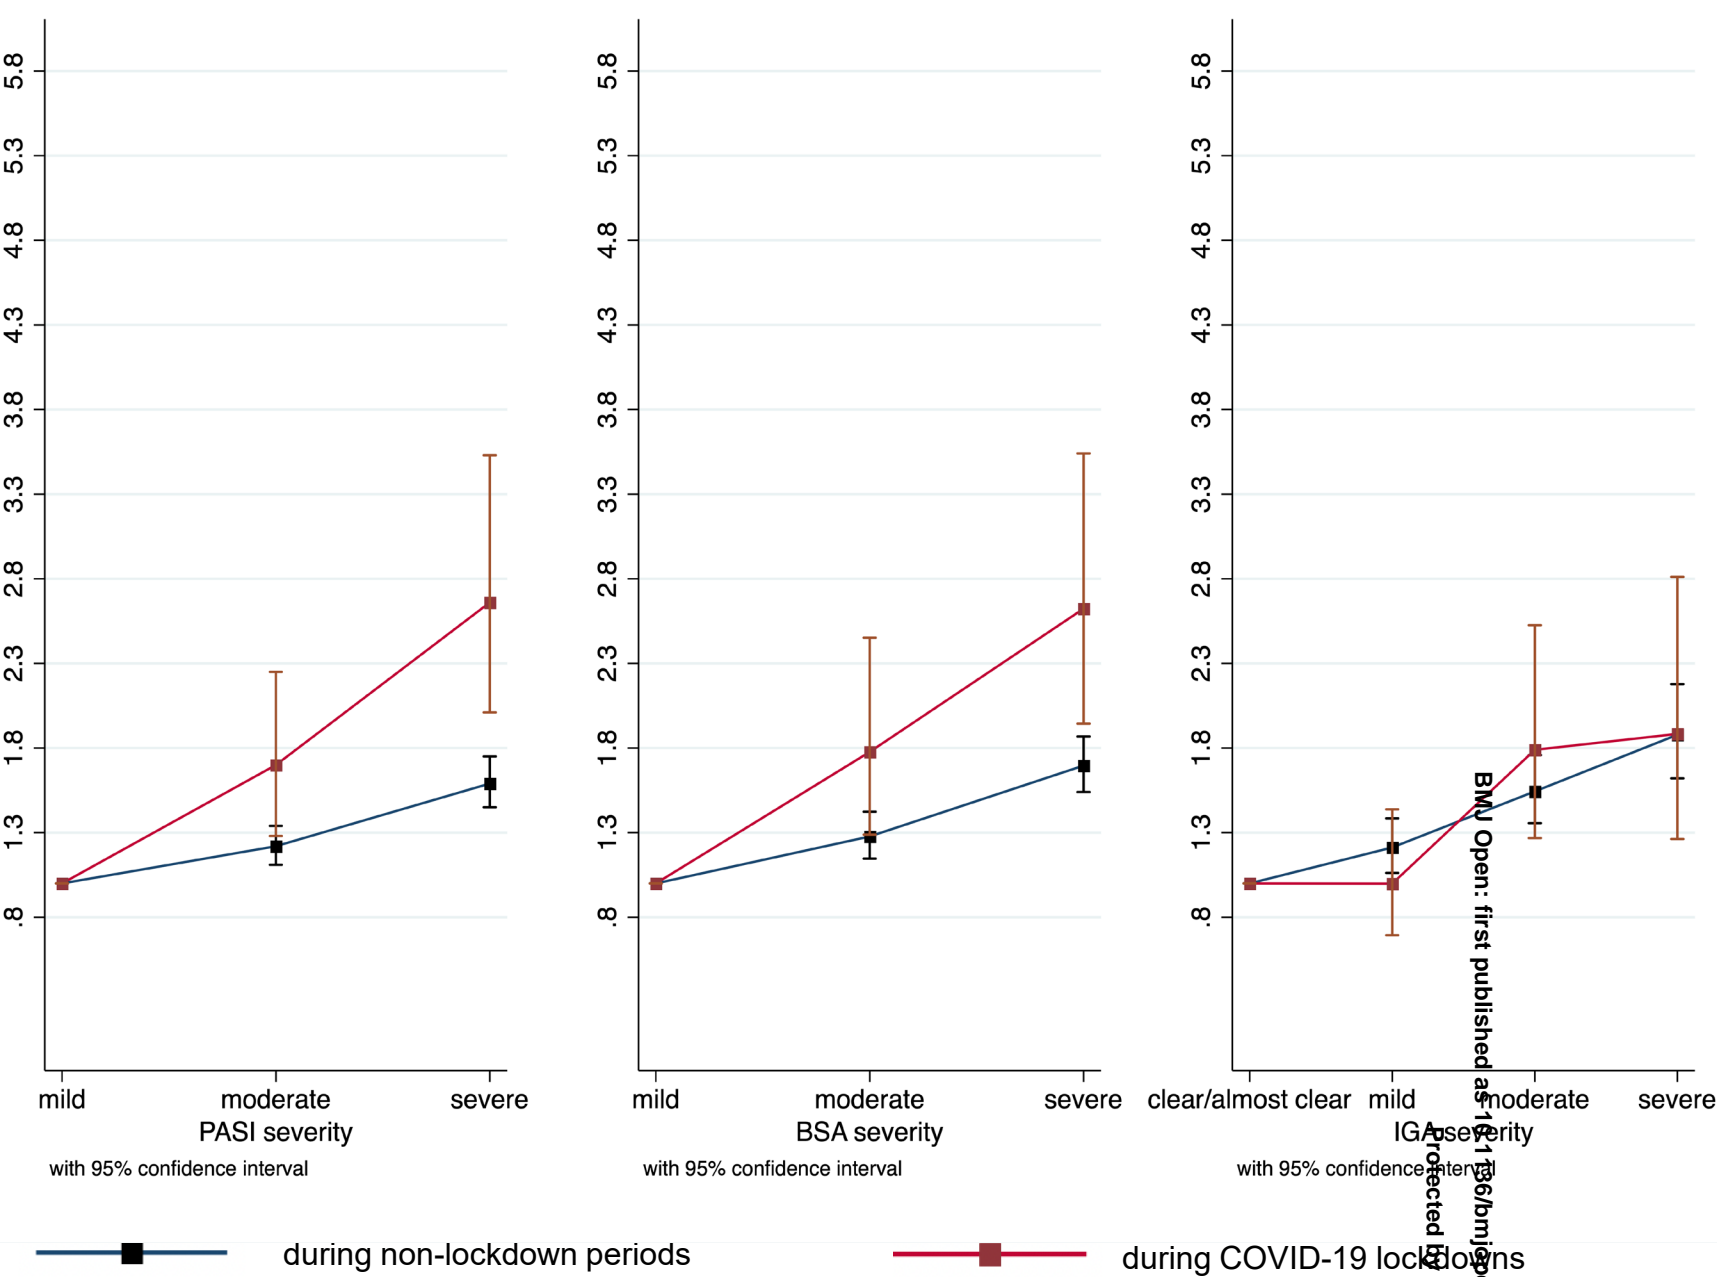 5.8
5.3
4.8
4.3
3.8
3.3
2.8
2.3
1.8
1.3
.8
mild moderate severe
PASI severity
with 95% confidence interval
5.8
5.3
4.8
4.3
3.8
3.3
2.8
2.3
1.8
1.3
.8
mild moderate severe
BSA severity
with 95% confidence interval
5.8
5.3
4.8
4.3
3.8
3.3
2.8
2.3
1.8
1.3
.8
clear/almost clear mild moderate severe
IGA severity
with 95% confidence interval
during non-lockdown periods
during COVID-19 lockdowns
BMJ Open: first published as 10.1136/bmjop
Protected by